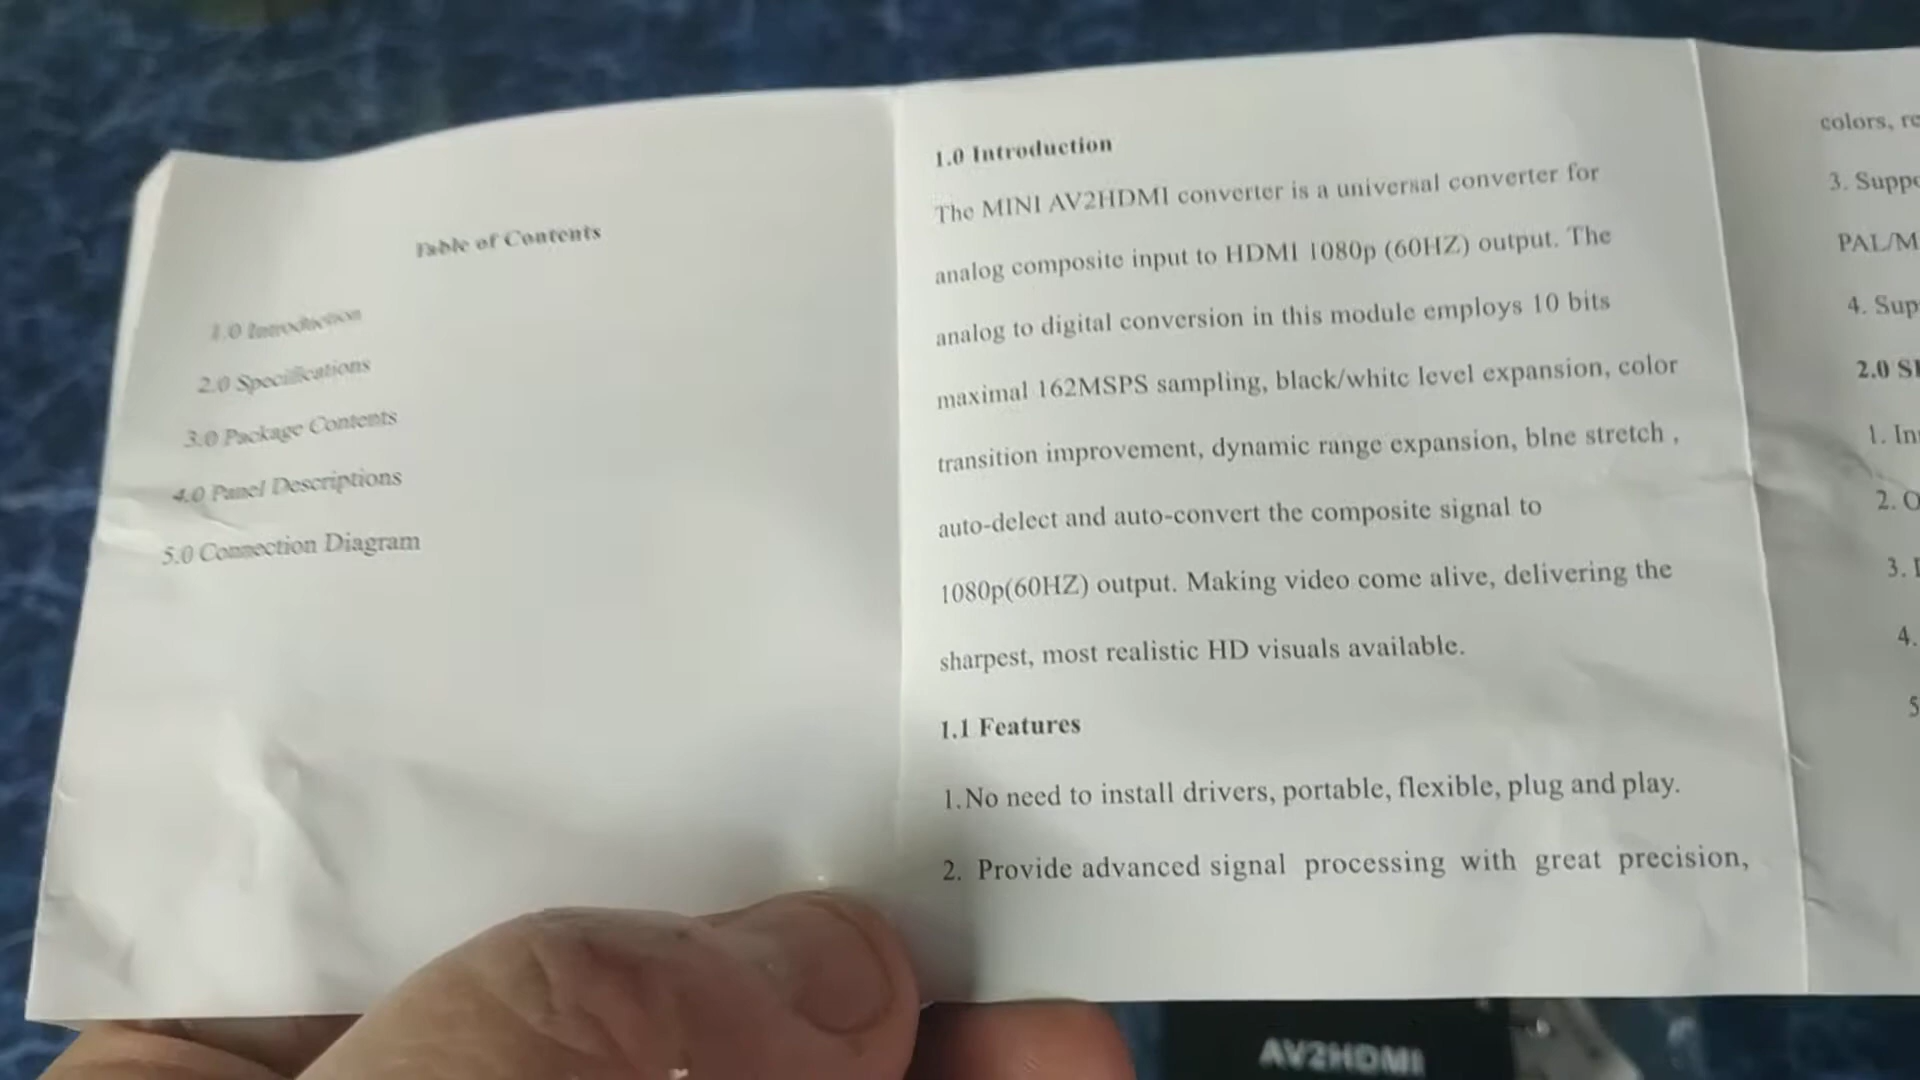 Table of Contents
1.0 Introduction
2.0 Specifications
3.0 Package Contents
4.0 Panel Descriptions
5.0 Connection Diagram
1.0 Introduction
The MINI AV2HDMI converter is a universal converter for
analog composite input to HDMI 1080p (60HZ) output. The
analog to digital conversion in this module employs 10 bits
maximal 162MSPS sampling, black/white level expansion, color
transition improvement, dynamic range expansion, blne stretch ,
auto-delect and auto-convert the composite signal to
1080p(60HZ) output. Making video come alive, delivering the
sharpest, most realistic HD visuals available.
1.1 Features
1.No need to install drivers, portable, flexible, plug and play.
2. Provide advanced signal processing with great precision,
colors,
3.
PAL/M
4.
2.0
1.
2.
3.
4.
5
AV2HDMI